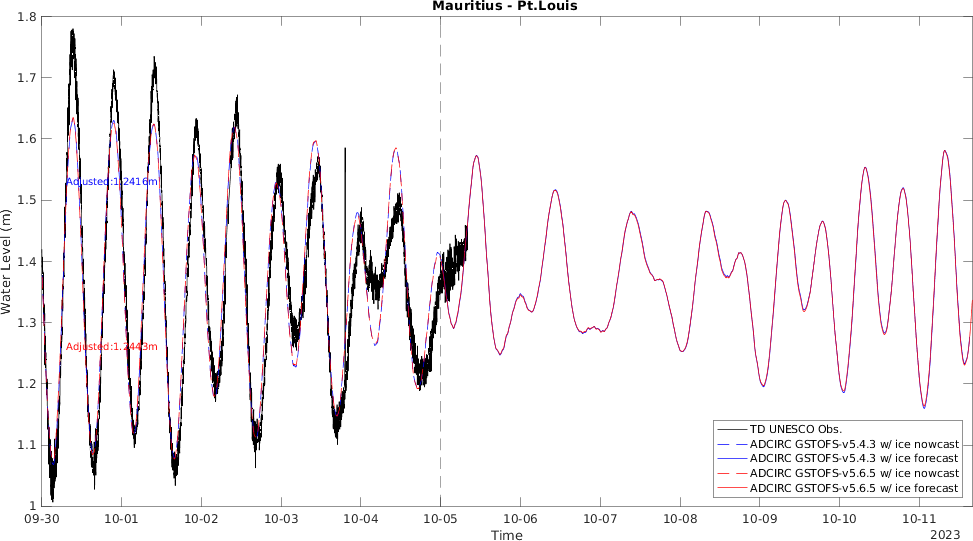 Mauritius - Pt.Louis
Water Level (m)
1.8
1.7
1.6
1.5
1.4
1.3
1.2
1.1
1
Adjusted:1.2416m
Adjusted:1.2443m
TD UNESCO Obs.
ADCIRC GSTOFS-v5.4.3 w/ ice nowcast
ADCIRC GSTOFS-v5.4.3 w/ ice forecast
ADCIRC GSTOFS-v5.6.5 w/ ice nowcast
ADCIRC GSTOFS-v5.6.5 w/ ice forecast
09-30 10-01 10-02 10-03 10-04 10-05 10-06 10-07 10-08 10-09 10-10 10-11
Time
2023